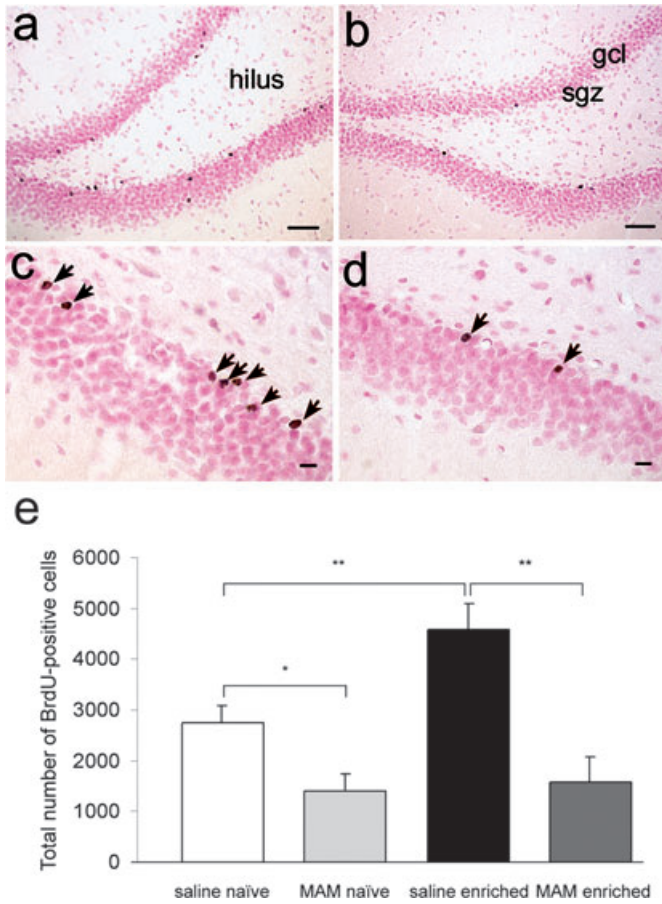 a
hilus
b
gcl
sgz
c
d
e
Total number of BrdU-positive cells
6000
5000
4000
3000
2000
1000
0
**
**
*
saline naïve
MAM naïve
saline enriched
MAM enriched